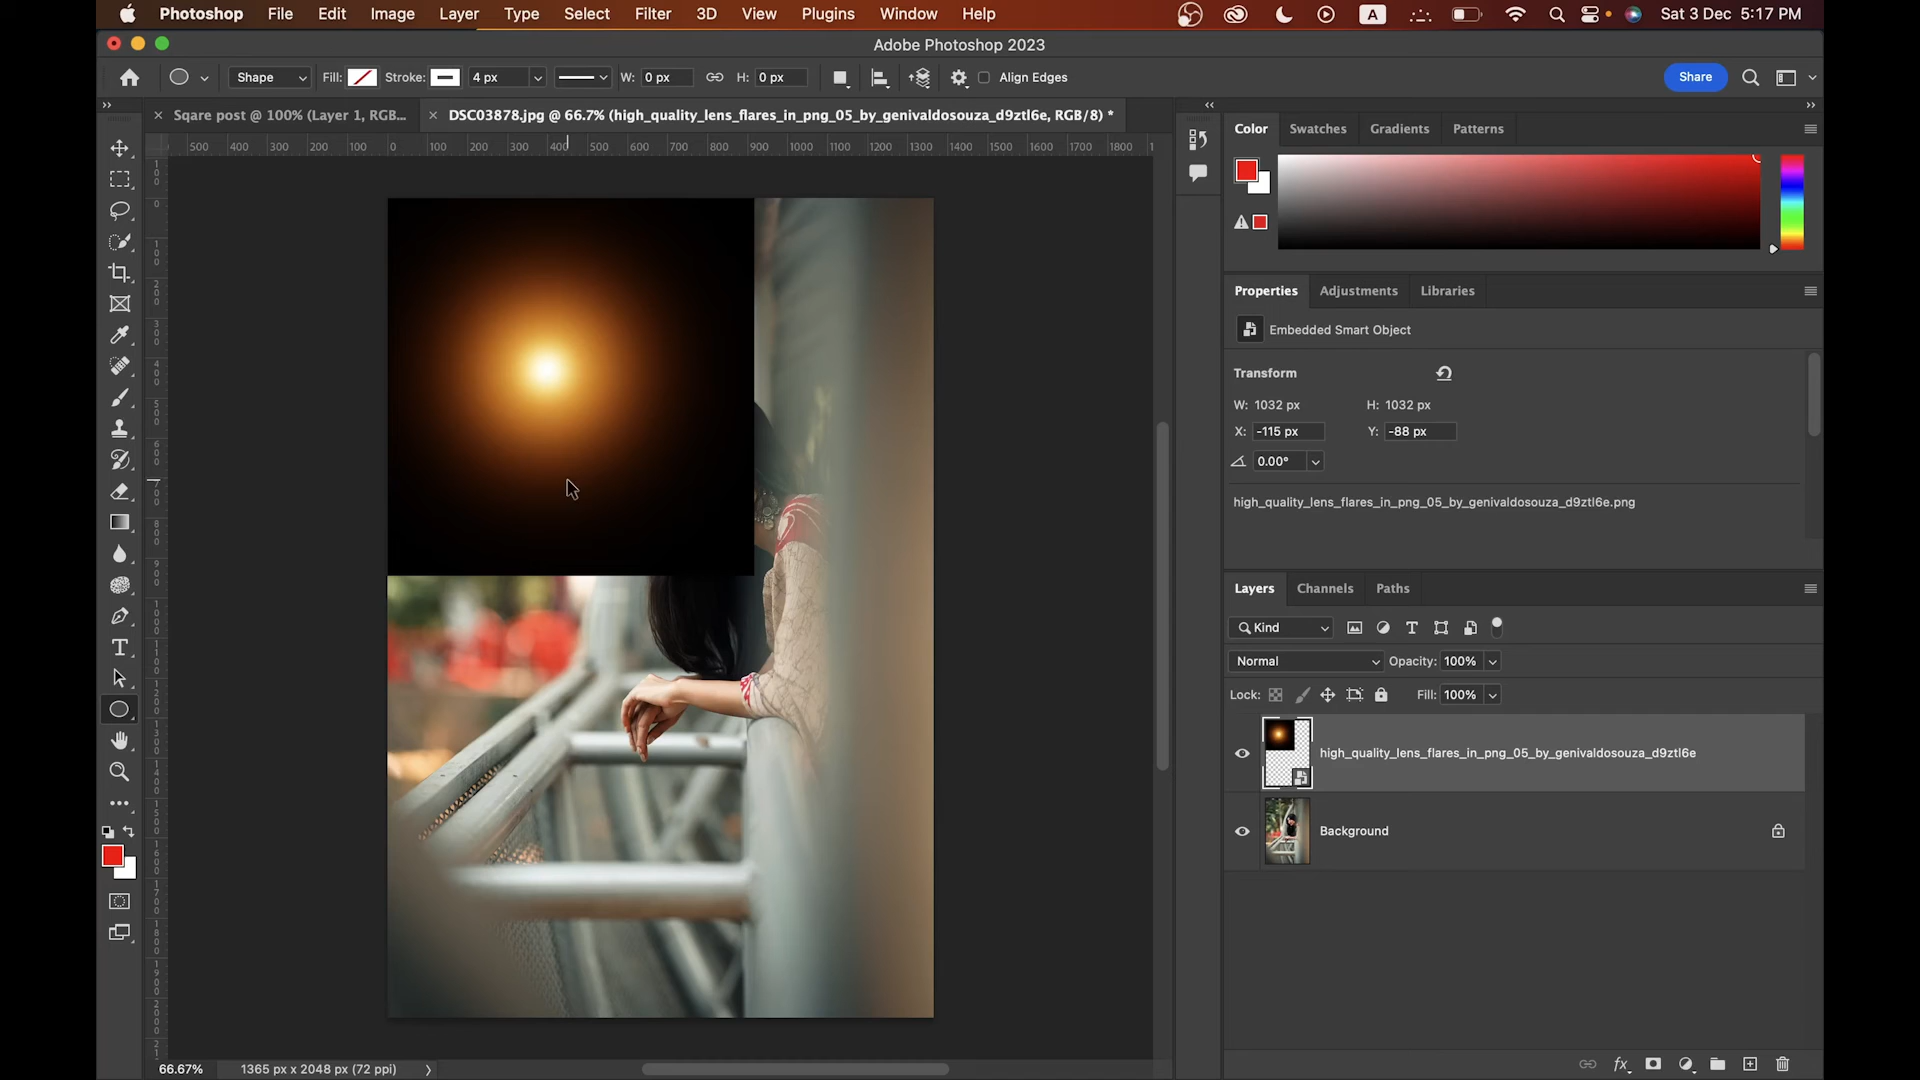 Photoshop File Edit Image Layer Type Select Filter 3D View Plugins Window Help A Sat 3 Dec 5:17 PM
Adobe Photoshop 2023
Shape Fill: Stroke: 4 px W: 0 px H: 0 px Align Edges Share
Sqare post @ 100% (Layer 1, RGB... DSC03878.jpg @ 66.7% (high_quality_lens_flares_in_png_05_by_genivaldosouza_d9ztl6e, RGB/8) *
500 400 300 200 100 0 100 200 300 400 500 600 700 800 900 1000 1100 1200 1300 1400 1500 1600 1700 1800
Color Swatches Gradients Patterns
Properties Adjustments Libraries
Embedded Smart Object
Transform
W: 1032 px H: 1032 px
X: -115 px Y: -88 px
0.00°
high_quality_lens_flares_in_png_05_by_genivaldosouza_d9ztl6e.png
Layers Channels Paths
Kind
Normal Opacity: 100%
Lock: Fill: 100%
high_quality_lens_flares_in_png_05_by_genivaldosouza_d9ztl6e
Background
66.67% 1365 px x 2048 px (72 ppi)
fx